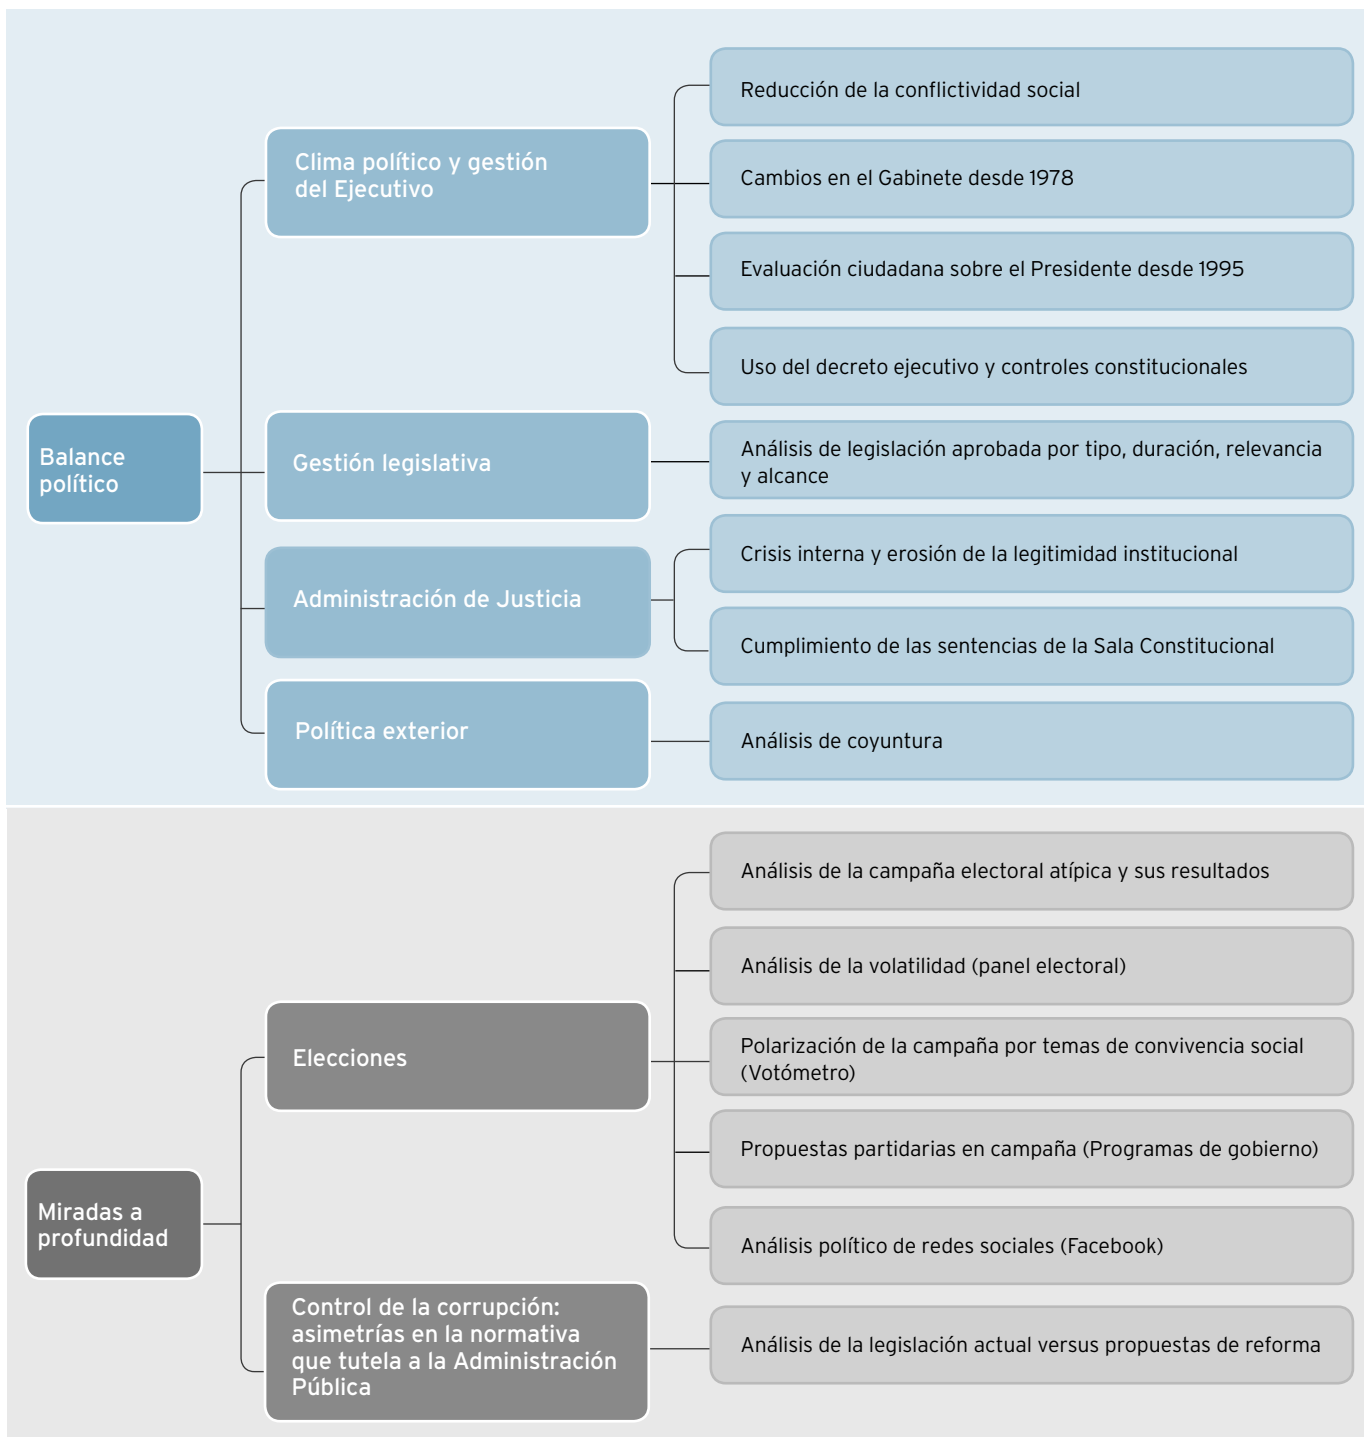 Balance
político
Clima político y gestión
del Ejecutivo
Reducción de la conflictividad social
Cambios en el Gabinete desde 1978
Evaluación ciudadana sobre el Presidente desde 1995
Uso del decreto ejecutivo y controles constitucionales
Gestión legislativa
Análisis de legislación aprobada por tipo, duración, relevancia
y alcance
Administración de Justicia
Crisis interna y erosión de la legitimidad institucional
Cumplimiento de las sentencias de la Sala Constitucional
Política exterior
Análisis de coyuntura
Miradas a
profundidad
Elecciones
Análisis de la campaña electoral atípica y sus resultados
Análisis de la volatilidad (panel electoral)
Polarización de la campaña por temas de convivencia social
(Votómetro)
Propuestas partidarias en campaña (Programas de gobierno)
Análisis político de redes sociales (Facebook)
Control de la corrupción:
asimetrías en la normativa
que tutela a la Administración
Pública
Análisis de la legislación actual versus propuestas de reforma